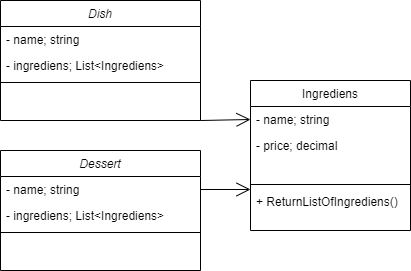 Dish
- name; string
- ingrediens; List<Ingrediens>
Ingrediens
- name; string
- price; decimal
+ ReturnListOfIngrediens()
Dessert
- name; string
- ingrediens; List<Ingrediens>